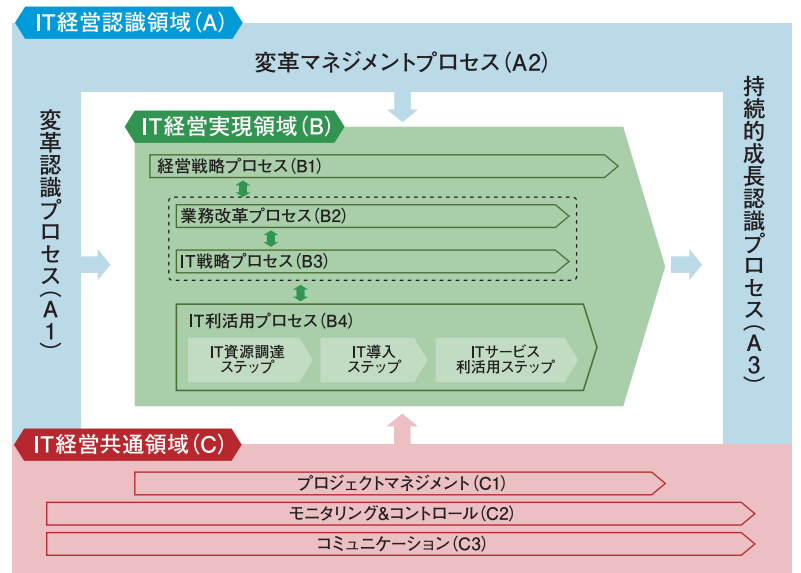 IT経営認識領域(A)
変革マネジメントプロセス(A2)
変革認識プロセス(A1)
IT経営実現領域(B)
経営戦略プロセス(B1)
業務改革プロセス(B2)
IT戦略プロセス(B3)
IT利活用プロセス(B4)
IT資源調達
ステップ
IT導入
ステップ
ITサービス
利活用ステップ
持続的成長認識プロセス(A3)
IT経営共通領域(C)
プロジェクトマネジメント(C1)
モニタリング&コントロール(C2)
コミュニケーション(C3)